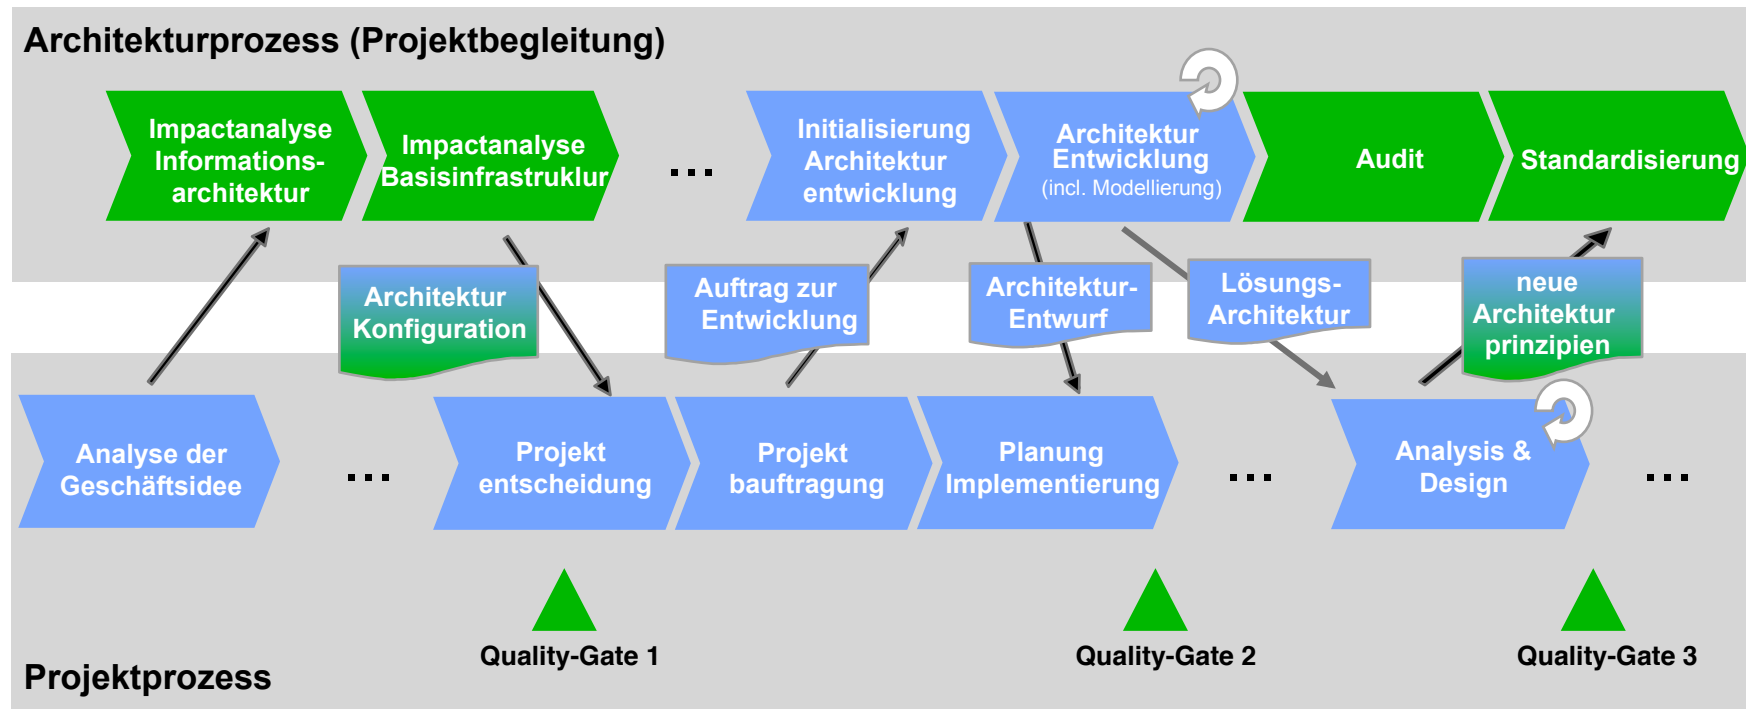 Architekturprozess (Projektbegleitung)
Impactanalyse
Informations-
architektur
Impactanalyse
Basisinfrastruklur
...
Initialisierung
Architektur
entwicklung
Architektur
Entwicklung
(incl. Modellierung)
Audit
Standardisierung
Architektur
Konfiguration
Auftrag zur
Entwicklung
Architektur-
Entwurf
Lösungs-
Architektur
neue
Architektur
prinzipien
Analyse der
Geschäftsidee
...
Projekt
entscheidung
Projekt
bauftragung
Planung
Implementierung
...
Analysis &
Design
...
Quality-Gate 1
Quality-Gate 2
Quality-Gate 3
Projektprozess